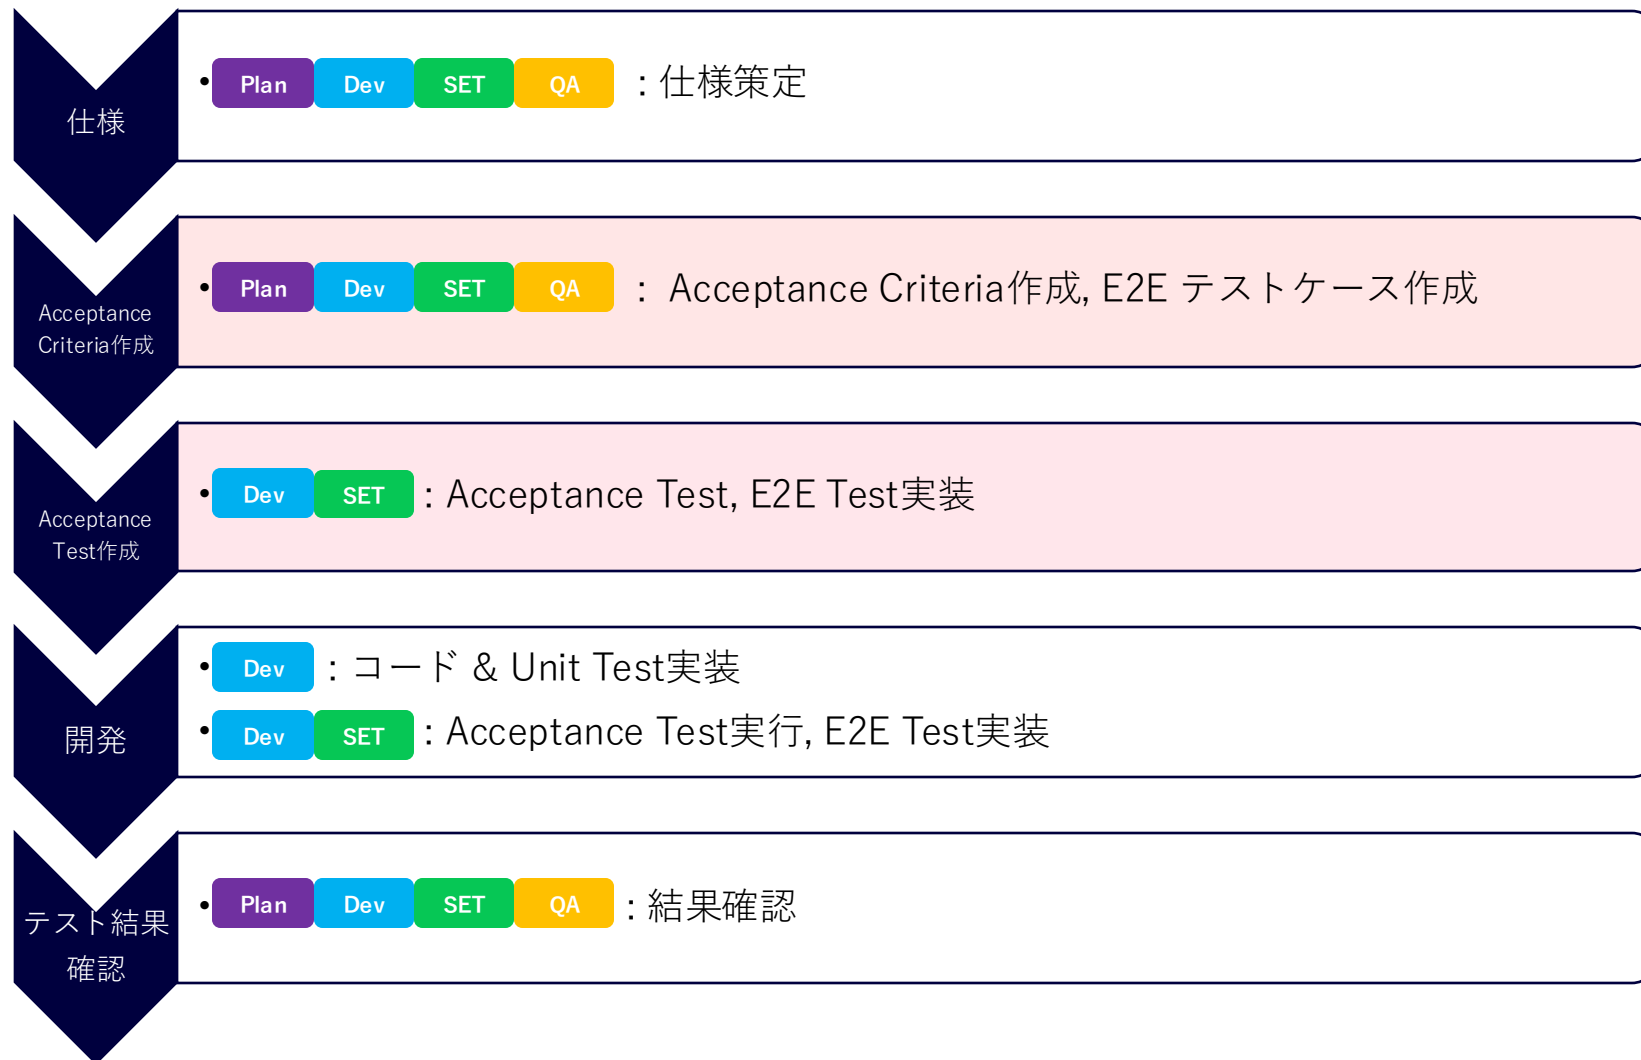 仕様
• Plan Dev SET QA : 仕様策定
Acceptance
Criteria作成
• Plan Dev SET QA : Acceptance Criteria作成, E2E テストケース作成
Acceptance
Test作成
• Dev SET : Acceptance Test, E2E Test実装
開発
• Dev : コード & Unit Test実装
• Dev SET : Acceptance Test実行, E2E Test実装
テスト結果
確認
• Plan Dev SET QA : 結果確認